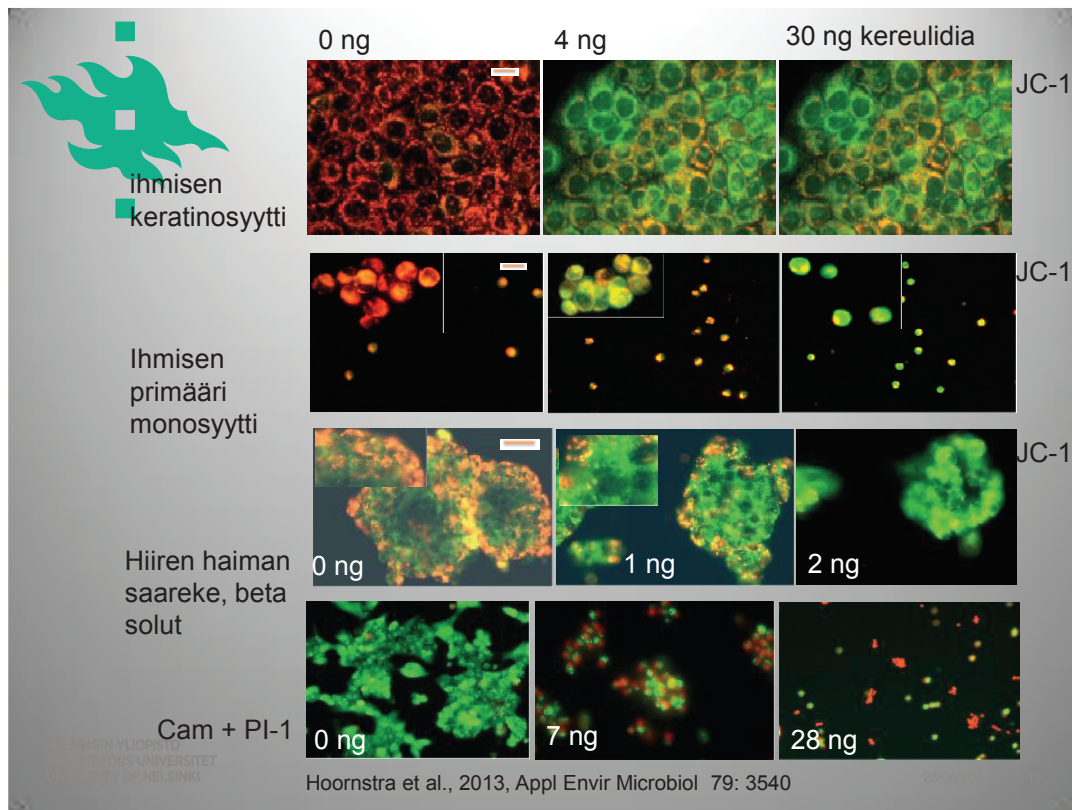 0 ng
4 ng
30 ng kereulidia
JC-1
ihmisen
keratinosyytti
JC-1
Ihmisen
primääri
monosyytti
JC-1
Hiiren haiman
saareke, beta
solut
0 ng
1 ng
2 ng
Cam + PI-1
0 ng
7 ng
28 ng
HELSINGIN YLIOPISTO
HELSINGFORS UNIVERSITET
UNIVERSITY OF HELSINKI
Hoornstra et al., 2013, Appl Envir Microbiol 79: 3540